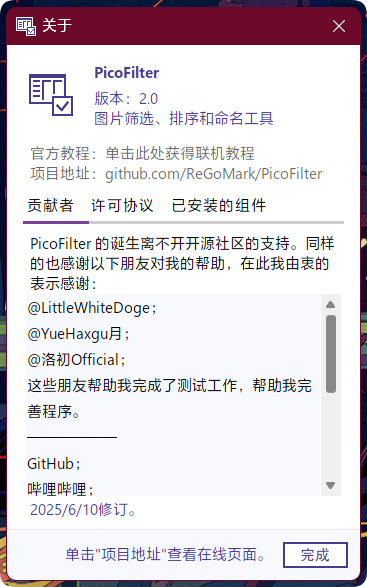 关于
PicoFilter
版本：2.0
图片筛选、排序和命名工具
官方教程：单击此处获得联机教程
项目地址：github.com/ReGoMark/PicoFilter
贡献者 许可协议 已安装的组件
PicoFilter 的诞生离不开开源社区的支持。同样
的也感谢以下朋友对我的帮助，在此我由衷的
表示感谢：
@LittleWhiteDoge；
@YueHaxgu月；
@洛初Official；
这些朋友帮助我完成了测试工作，帮助我完
善程序。
——————
GitHub；
哔哩哔哩；
2025/6/10修订。
单击"项目地址"查看在线页面。
完成